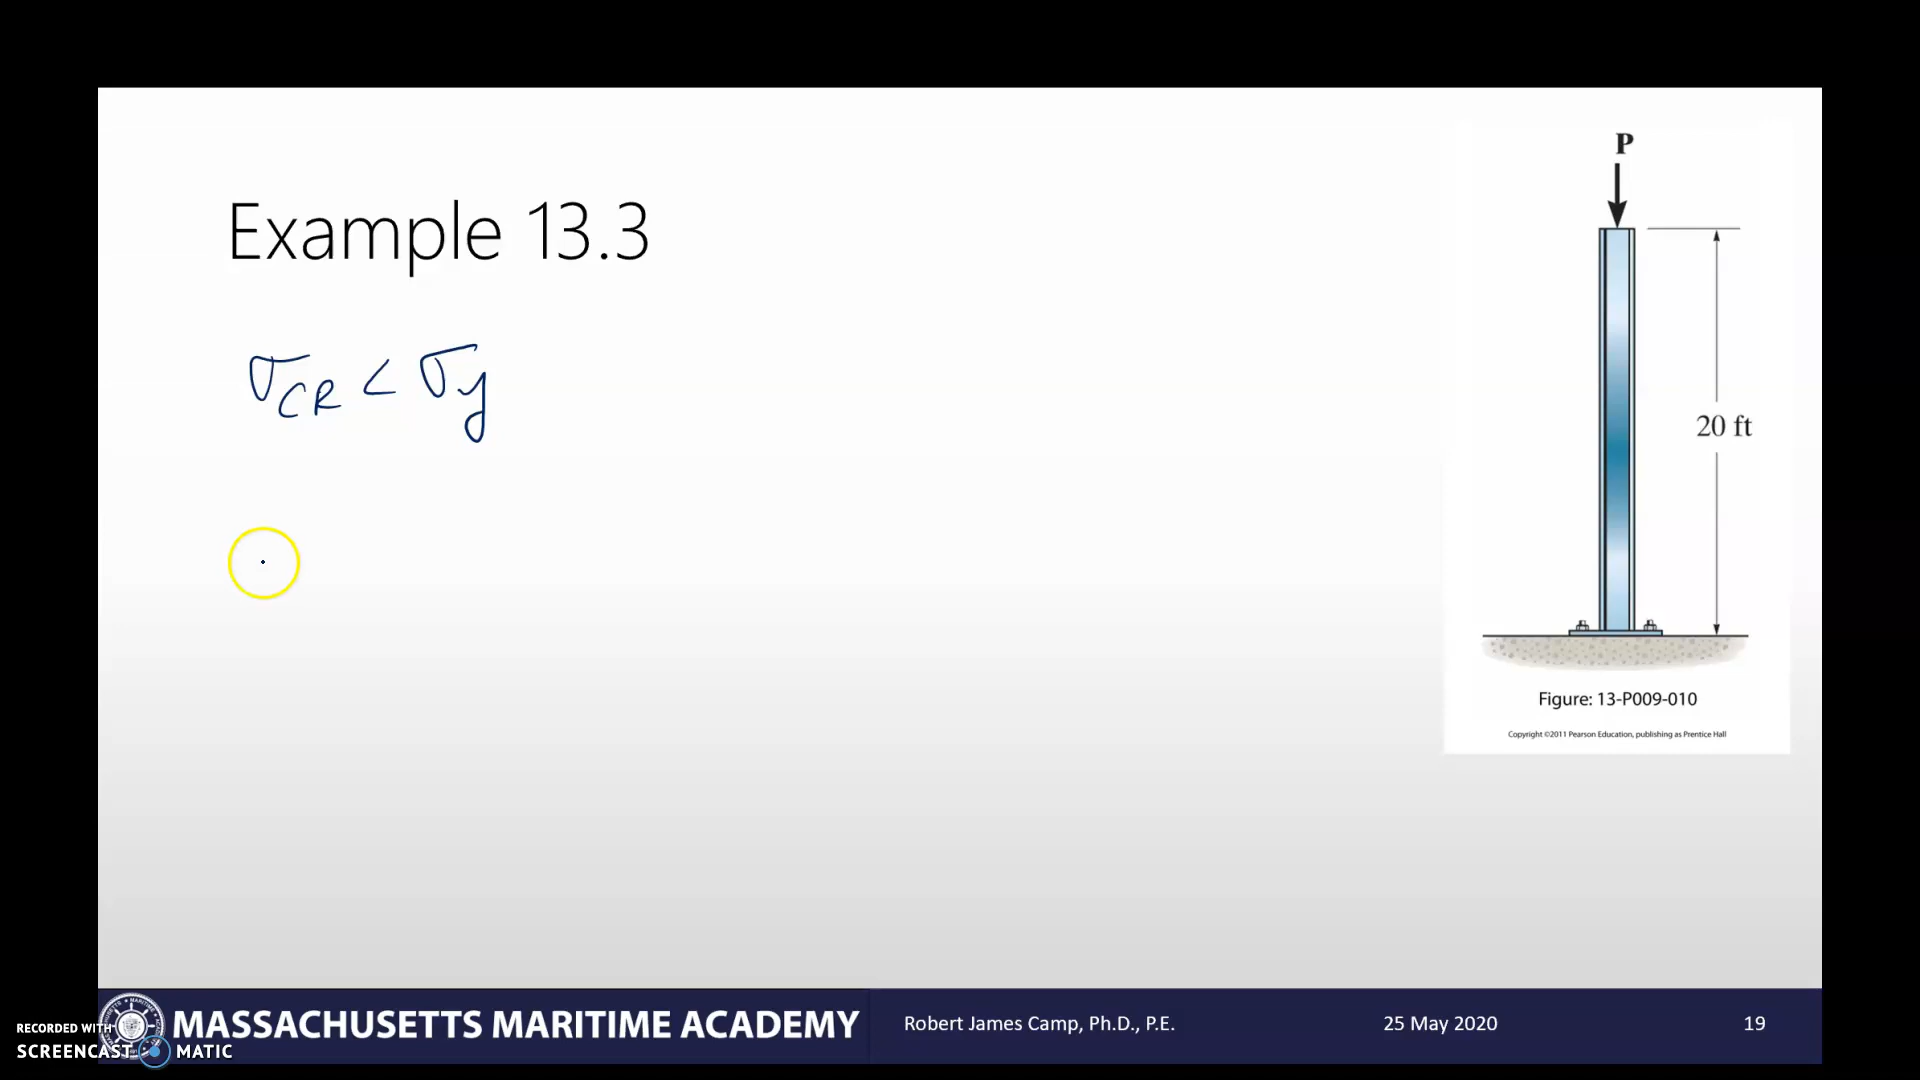 P
Example 13.3
σCR < σy
20 ft
Figure: 13-P009-010
Copyright ©2011 Pearson Education, publishing as Prentice Hall
MASSACHUSETTS MARITIME ACADEMY
Robert James Camp, Ph.D., P.E.
25 May 2020
19
RECORDED WITH
SCREENCAST MATIC